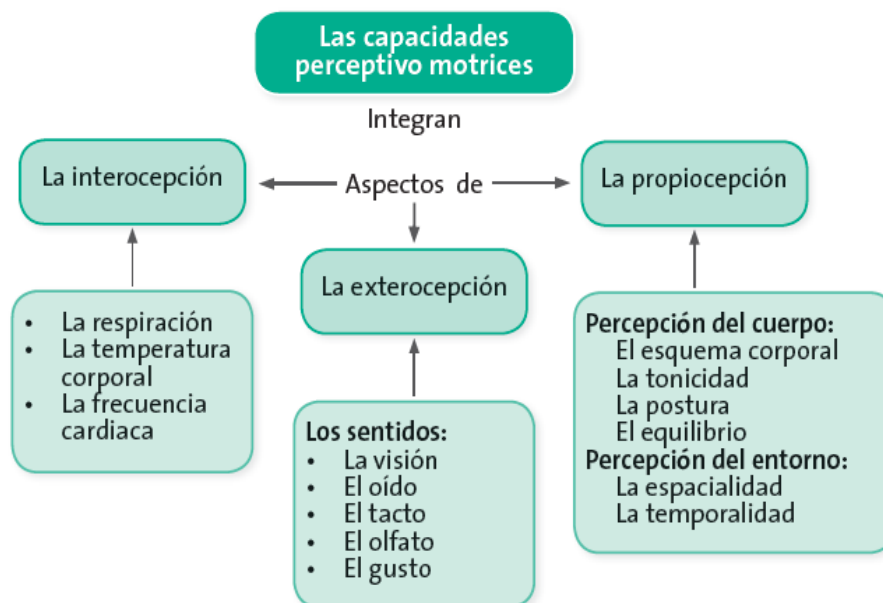 Las capacidades
perceptivo motrices
Integran
Aspectos de
La interocepción
• La respiración
• La temperatura
corporal
• La frecuencia
cardiaca
La exterocepción
Los sentidos:
• La visión
• El oído
• El tacto
• El olfato
• El gusto
La propiocepción
Percepción del cuerpo:
El esquema corporal
La tonicidad
La postura
El equilibrio
Percepción del entorno:
La espacialidad
La temporalidad